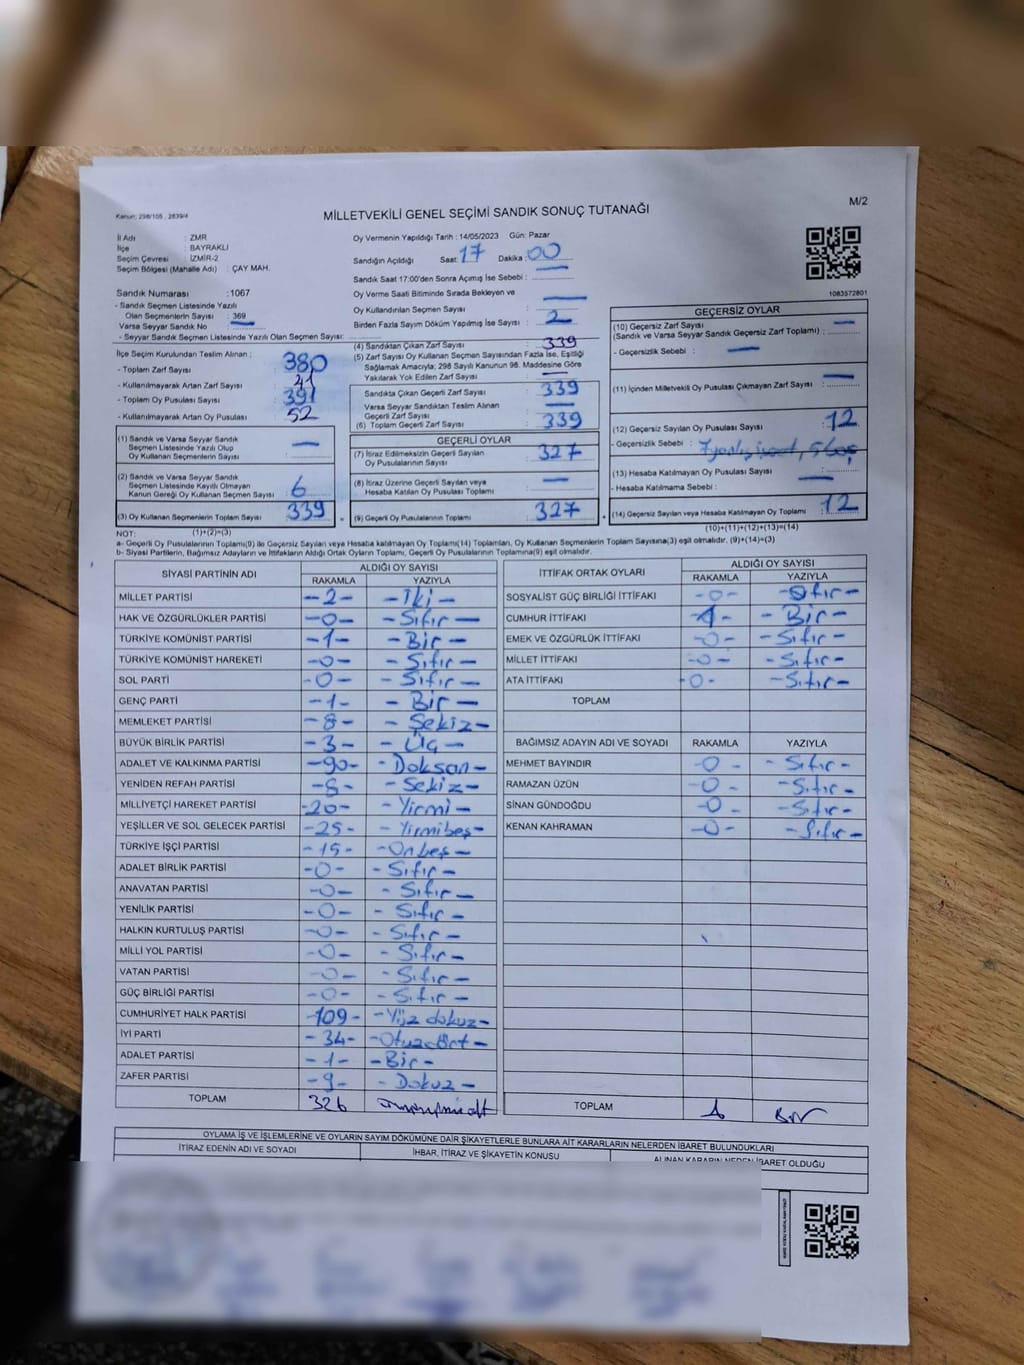 Kanun: 298/105 , 2839/4
MİLLETVEKİLİ GENEL SEÇİMİ SANDIK SONUÇ TUTANAĞI
M/2
İl Adı : ZMR
İlçe : BAYRAKLI
Seçim Çevresi : İZMİR-2
Seçim Bölgesi (Mahalle Adı) : ÇAY MAH.
Sandık Numarası : 1067
- Sandık Seçmen Listesinde Yazılı
Olan Seçmenlerin Sayısı : 369
Varsa Seyyar Sandık No —
- Seyyar Sandık Seçmen Listesinde Yazılı Olan Seçmen Sayısı:
İlçe Seçim Kurulundan Teslim Alınan :
- Toplam Zarf Sayısı 380
- Kullanılmayarak Artan Zarf Sayısı 41
- Toplam Oy Pusulası 391
- Kullanılmayarak Artan Oy Pusulası 52
(1) Sandık ve Varsa Seyyar Sandık
Seçmen Listesinde Yazılı Olup
Oy Kullanan Seçmenlerin Sayısı —
(2) Sandık ve Varsa Seyyar Sandık
Seçmen Listesinde Kayıtlı Olmayan
Kanun Gereği Oy Kullanan Seçmen Sayısı 6
(3) Oy Kullanan Seçmenlerin Toplam Sayısı 339
(1)+(2)=(3)
Oy Vermenin Yapıldığı Tarih : 14/05/2023 Gün: Pazar
Sandığın Açıldığı Saat: 17 Dakika: 00
Sandık Saat 17:00'den Sonra Açımış İse Sebebi : —
Oy Verme Saati Bitiminde Sırada Bekleyen ve
Oy Kullandırılan Seçmen Sayısı : —
Birden Fazla Sayım Döküm Yapılmış İse Sayısı : 2
(4) Sandıktan Çıkan Zarf Sayısı : 339
(5) Zarf Sayısı Oy Kullanan Seçmen Sayısından Fazla İse, Eşitliği
Sağlamak Amacıyla; 298 Sayılı Kanunun 98. Maddesine Göre
Yakılarak Yok Edilen Zarf Sayısı : —
Sandıkta Çıkan Geçerli Zarf Sayısı : 339
Varsa Seyyar Sandıktan Teslim Alınan
Geçerli Zarf Sayısı : —
(6) Toplam Geçerli Zarf Sayısı : 339
GEÇERLİ OYLAR
(7) İtiraz Edilmeksizin Geçerli Sayılan
Oy Pusulalarının Sayısı 327
(8) İtiraz Üzerine Geçerli Sayılan veya
Hesaba Katılan Oy Pusulası Toplamı —
= (9) Geçerli Oy Pusulalarının Toplamı 327
1083572801
GEÇERSİZ OYLAR
(10) Geçersiz Zarf Sayısı
(Sandık ve Varsa Seyyar Sandık Geçersiz Zarf Toplamı) : —
- Geçersizlik Sebebi : —
(11) İçinden Milletvekili Oy Pusulası Çıkmayan Zarf Sayısı : —
(12) Geçersiz Sayılan Oy Pusulası Sayısı : 12
- Geçersizlik Sebebi :
(13) Hesaba Katılmayan Oy Pusulası Sayısı : —
- Hesaba Katılmama Sebebi :
+ (14) Geçersiz Sayılan veya Hesaba Katılmayan Oy Toplamı 12
(10)+(11)+(12)+(13)=(14)
NOT:
a- Geçerli Oy Pusulalarının Toplamı(9) ile Geçersiz Sayılan veya Hesaba katılmayan Oy Toplamı(14) Toplamları, Oy Kullanan Seçmenlerin Toplam Sayısına(3) eşit olmalıdır. (9)+(14)=(3)
b- Siyasi Partilerin, Bağımsız Adayların ve İttifakların Aldığı Ortak Oyların Toplamı, Geçerli Oy Pusulalarının Toplamına(9) eşit olmalıdır.
SİYASİ PARTİNİN ADI ALDIĞI OY SAYISI
RAKAMLA YAZIYLA
MİLLET PARTİSİ -2- -İki-
HAK VE ÖZGÜRLÜKLER PARTİSİ -0- -Sıfır-
TÜRKİYE KOMÜNİST PARTİSİ -1- -Bir-
TÜRKİYE KOMÜNİST HAREKETİ -0- -Sıfır-
SOL PARTİ -0- -Sıfır-
GENÇ PARTİ -1- -Bir-
MEMLEKET PARTİSİ -8- -Sekiz-
BÜYÜK BİRLİK PARTİSİ -3- -Üç-
ADALET VE KALKINMA PARTİSİ -90- -Doksan-
YENİDEN REFAH PARTİSİ -8- -Sekiz-
MİLLİYETÇİ HAREKET PARTİSİ -20- -Yirmi-
YEŞİLLER VE SOL GELECEK PARTİSİ -25- -Yirmibeş-
TÜRKİYE İŞÇİ PARTİSİ -15- -Onbeş-
ADALET BİRLİK PARTİSİ -0- -Sıfır-
ANAVATAN PARTİSİ -0- -Sıfır-
YENİLİK PARTİSİ -0- -Sıfır-
HALKIN KURTULUŞ PARTİSİ -0- -Sıfır-
MİLLİ YOL PARTİSİ -0- -Sıfır-
VATAN PARTİSİ -0- -Sıfır-
GÜÇ BİRLİĞİ PARTİSİ -0- -Sıfır-
CUMHURİYET HALK PARTİSİ -109- -Yüz dokuz-
İYİ PARTİ -34- -Otuzdört-
ADALET PARTİSİ -1- -Bir-
ZAFER PARTİSİ -9- -Dokuz-
TOPLAM 326
İTTİFAK ORTAK OYLARI ALDIĞI OY SAYISI
RAKAMLA YAZIYLA
SOSYALİST GÜÇ BİRLİĞİ İTTİFAKI -0- -Sıfır-
CUMHUR İTTİFAKI -1- -Bir-
EMEK VE ÖZGÜRLÜK İTTİFAKI -0- -Sıfır-
MİLLET İTTİFAKI -0- -Sıfır-
ATA İTTİFAKI -0- -Sıfır-
TOPLAM
BAĞIMSIZ ADAYIN ADI VE SOYADI RAKAMLA YAZIYLA
MEHMET BAYINDIR -0- -Sıfır-
RAMAZAN ÜZÜN -0- -Sıfır-
SİNAN GÜNDOĞDU -0- -Sıfır-
KENAN KAHRAMAN -0- -Sıfır-
TOPLAM 1 Bir
OYLAMA İŞ VE İŞLEMLERİNE VE OYLARIN SAYIM DÖKÜMÜNE DAİR ŞİKAYETLERLE BUNLARA AİT KARARLARIN NELERDEN İBARET BULUNDUKLARI
İTİRAZ EDENİN ADI VE SOYADI İHBAR, İTİRAZ VE ŞİKAYETİN KONUSU ALINAN KARARIN NEDEN İBARET OLDUĞU